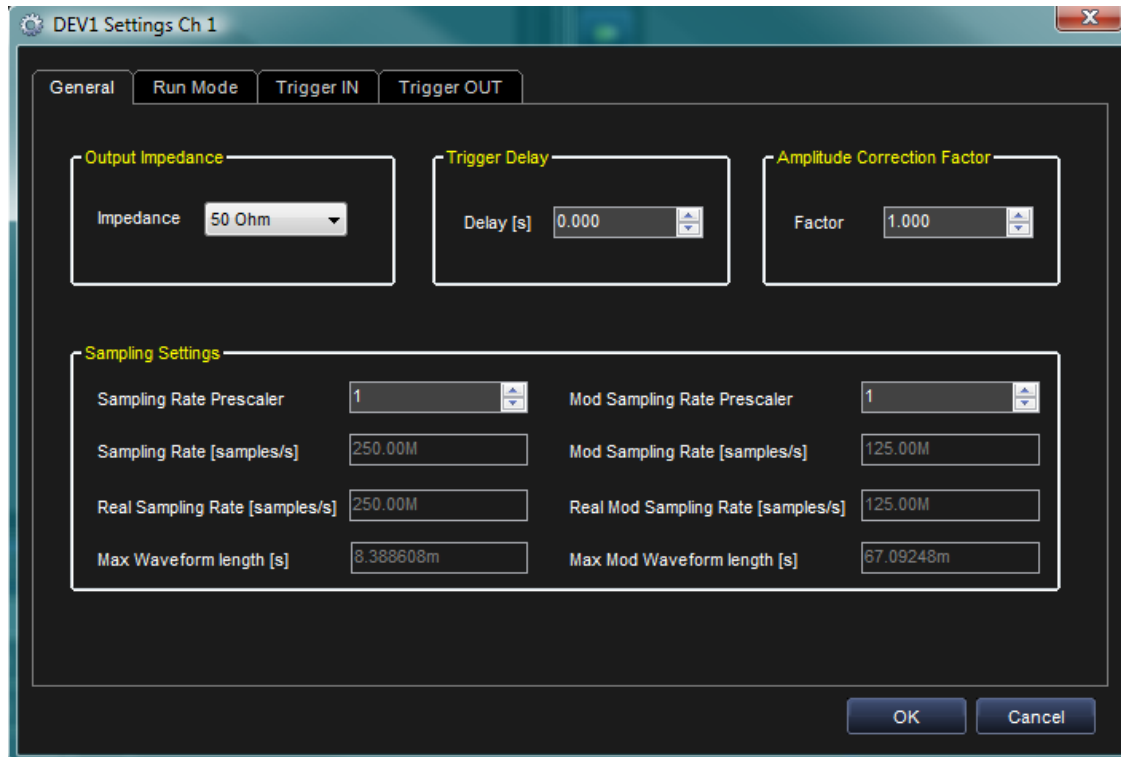 DEV1 Settings Ch 1
General Run Mode Trigger IN Trigger OUT
Output Impedance Trigger Delay Amplitude Correction Factor
Impedance 50 Ohm Delay [s] 0.000 Factor 1.000
Sampling Settings
Sampling Rate Prescaler 1 Mod Sampling Rate Prescaler 1
Sampling Rate [samples/s] 250.00M Mod Sampling Rate [samples/s] 125.00M
Real Sampling Rate [samples/s] 250.00M Real Mod Sampling Rate [samples/s] 125.00M
Max Waveform length [s] 8.388608m Max Mod Waveform length [s] 67.09248m
OK Cancel